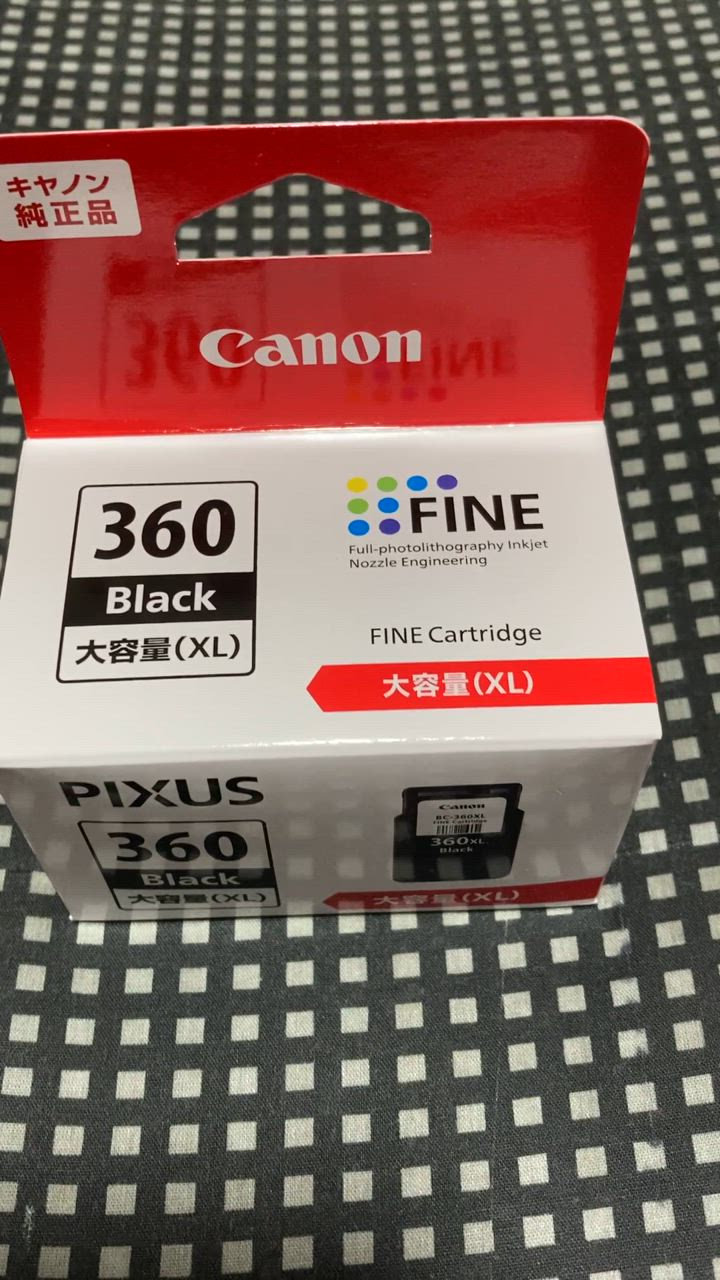 キヤノン
純正品
Canon
360
Black
大容量(XL)
FINE
Full-photolithography Inkjet
Nozzle Engineering
FINE Cartridge
大容量(XL)
PIXUS
360
Black
大容量(XL)
Canon
BC-360XL
FINE Cartridge
360XL
Black
大容量(XL)